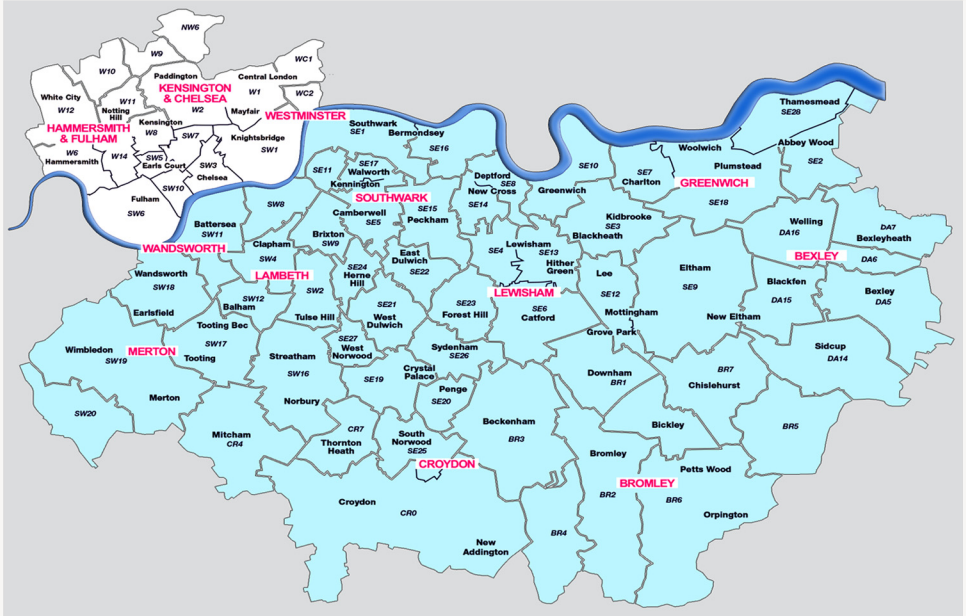 NW6
W9
WC1
W10
Paddington
Central London
KENSINGTON
& CHELSEA
W1
WC2
White City
W12
W11
Notting
Hill
W2
Mayfair
WESTMINSTER
HAMMERSMITH
& FULHAM
Kensington
W8
SW7
Knightsbridge
SW1
W6
Hammersmith
W14
SW5
Earls Court
SW3
Chelsea
SW10
Fulham
SW6
Thamesmead
SE28
Southwark
SE1
Bermondsey
SE16
Woolwich
Abbey Wood
SE2
Plumstead
SE17
Walworth
SE11
Kennington
Deptford
SE8
New Cross
SE14
SE10
Greenwich
SE7
Charlton
GREENWICH
SE18
SOUTHWARK
SW8
Camberwell
SE5
SE15
Peckham
Kidbrooke
SE3
Blackheath
Welling
DA16
DA7
Bexleyheath
DA6
BEXLEY
Battersea
SW11
WANDSWORTH
Brixton
SW9
Clapham
SW4
East
Dulwich
SE22
SE4
Lewisham
SE13
Hither
Green
Wandsworth
SW18
LAMBETH
SE24
Herne
Hill
Lee
SE12
Eltham
SE9
Blackfen
DA15
Bexley
DA5
SW12
Balham
SW2
LEWISHAM
Earlsfield
Tulse Hill
SE21
West
Dulwich
SE23
Forest Hill
SE6
Catford
Mottingham
New Eltham
Tooting Bec
SW17
Tooting
Grove Park
Wimbledon
SW19
MERTON
Streatham
SW16
SE27
West
Norwood
Sydenham
SE26
Sidcup
DA14
SE19
Crystal
Palace
Downham
BR1
BR7
Chislehurst
Merton
Norbury
Penge
SE20
SW20
Mitcham
CR4
CR7
Thornton
Heath
South
Norwood
SE25
Beckenham
BR3
Bickley
BR5
CROYDON
Bromley
Petts Wood
BROMLEY
BR2
BR6
Croydon
CR0
Orpington
BR4
New
Addington